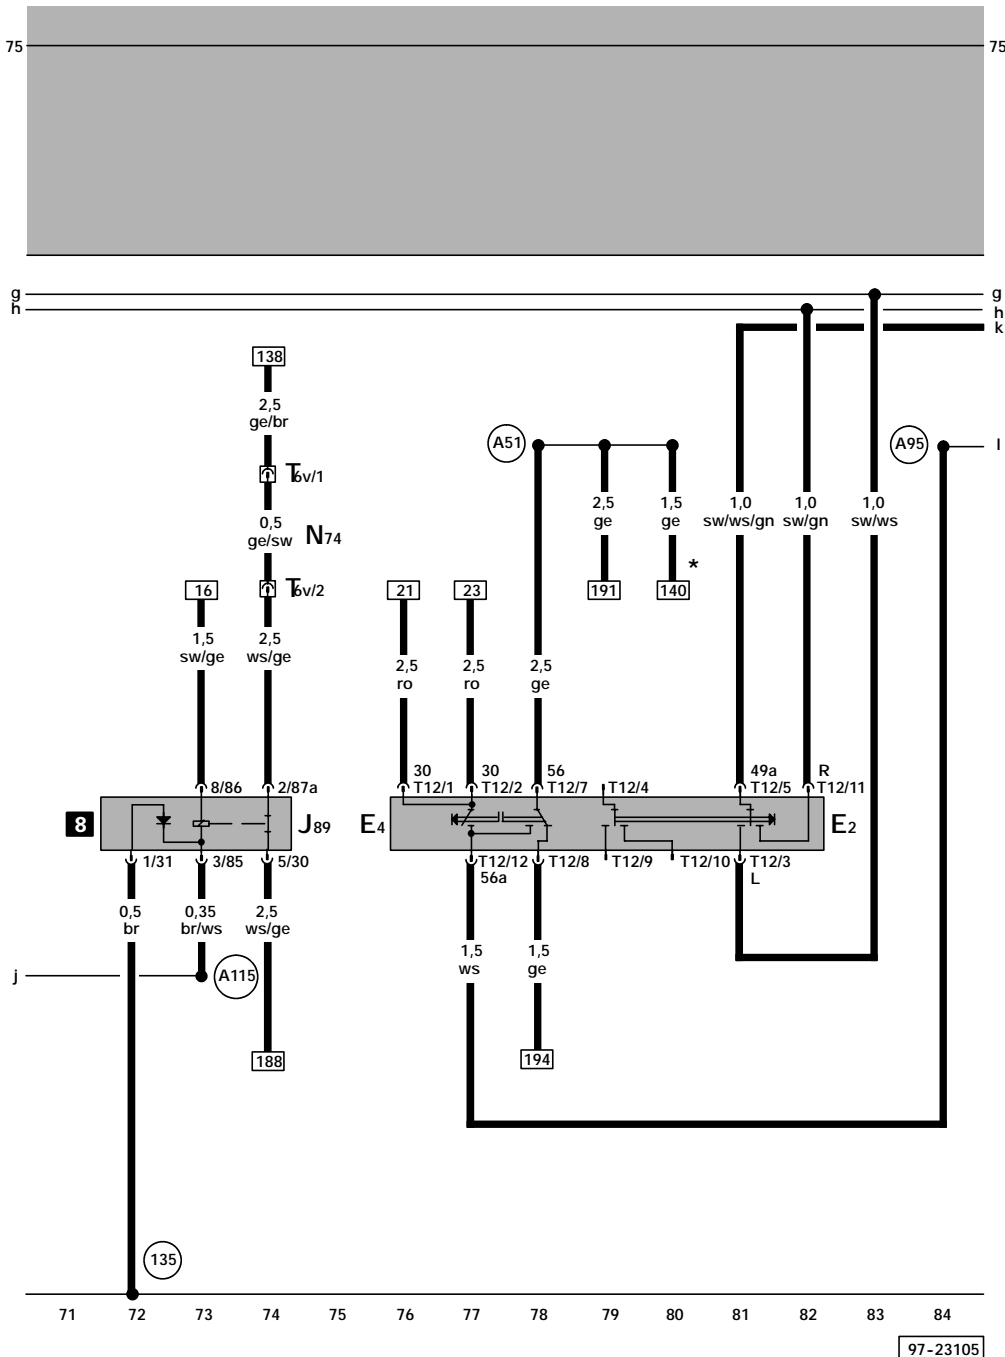 75 75
g g
h h
k
138
2,5
ge/br
A51 A95 l
T6v/1
2,5 1,5 1,0 1,0 1,0
ge ge sw/ws/gn sw/gn sw/ws
0,5
ge/sw N74
*
T6v/2
16 21 23 191 140
1,5 2,5
sw/ge ws/ge
2,5 2,5 2,5
ro ro ge
30 30 56 49a R
8/86 2/87a T12/1 T12/2 T12/7 T12/4 T12/5 T12/11
8 J89 E4 E2
1/31 3/85 5/30 T12/12 T12/8 T12/9 T12/10 T12/3
56a L
0,5 0,35 2,5
br br/ws ws/ge
1,5 1,5
ws ge
j A115
188 194
135
71 72 73 74 75 76 77 78 79 80 81 82 83 84
97-23105